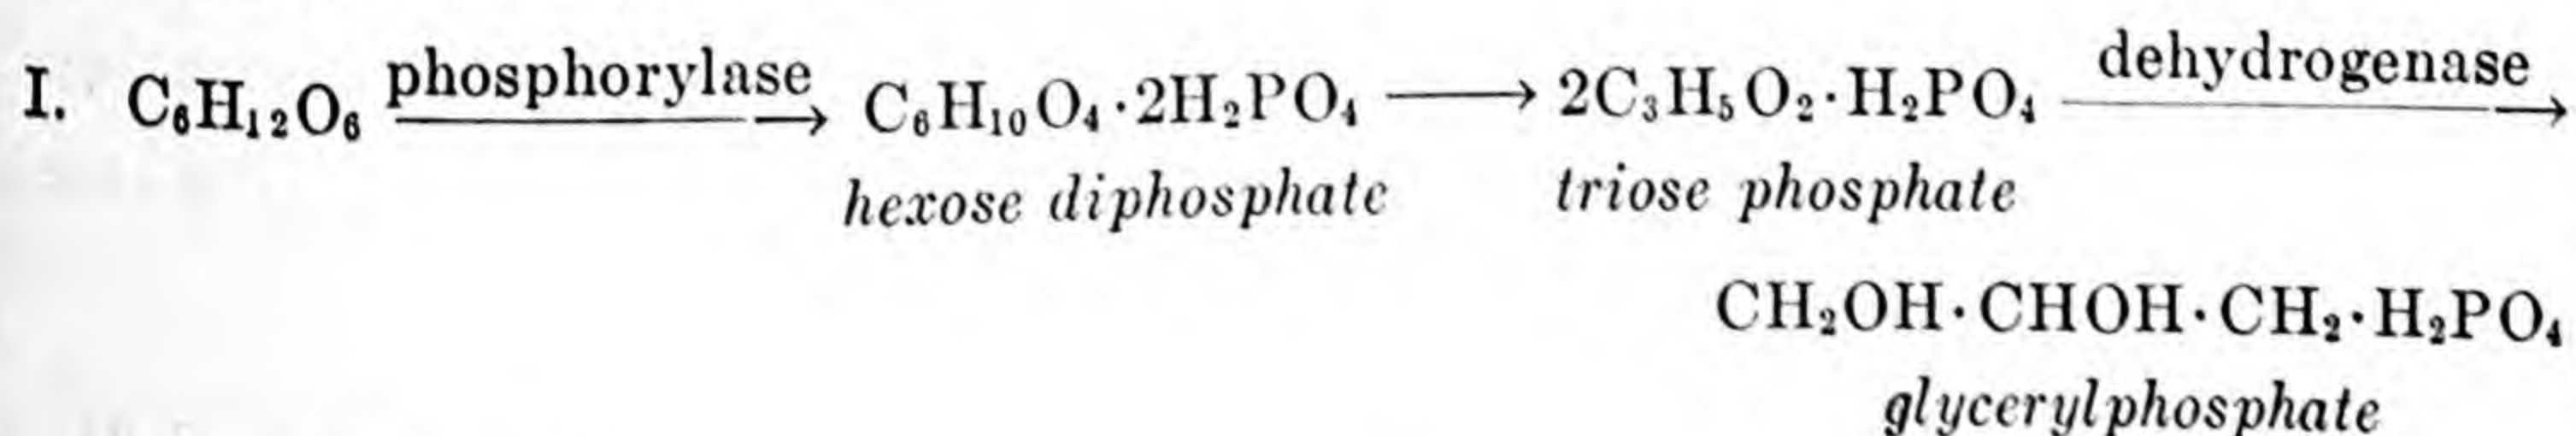 I. C₆H₁₂O₆ phosphorylase → C₆H₁₀O₄·2H₂PO₄ → 2C₃H₅O₂·H₂PO₄ dehydrogenase →
hexose diphosphate triose phosphate
CH₂OH·CHOH·CH₂·H₂PO₄
glycerylphosphate